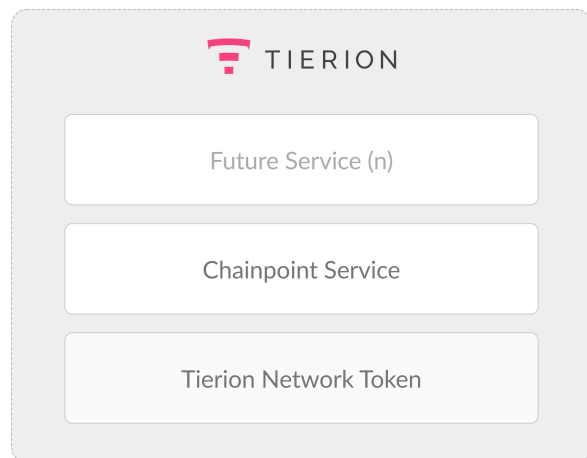 TIERION
Future Service (n)
Chainpoint Service
Tierion Network Token